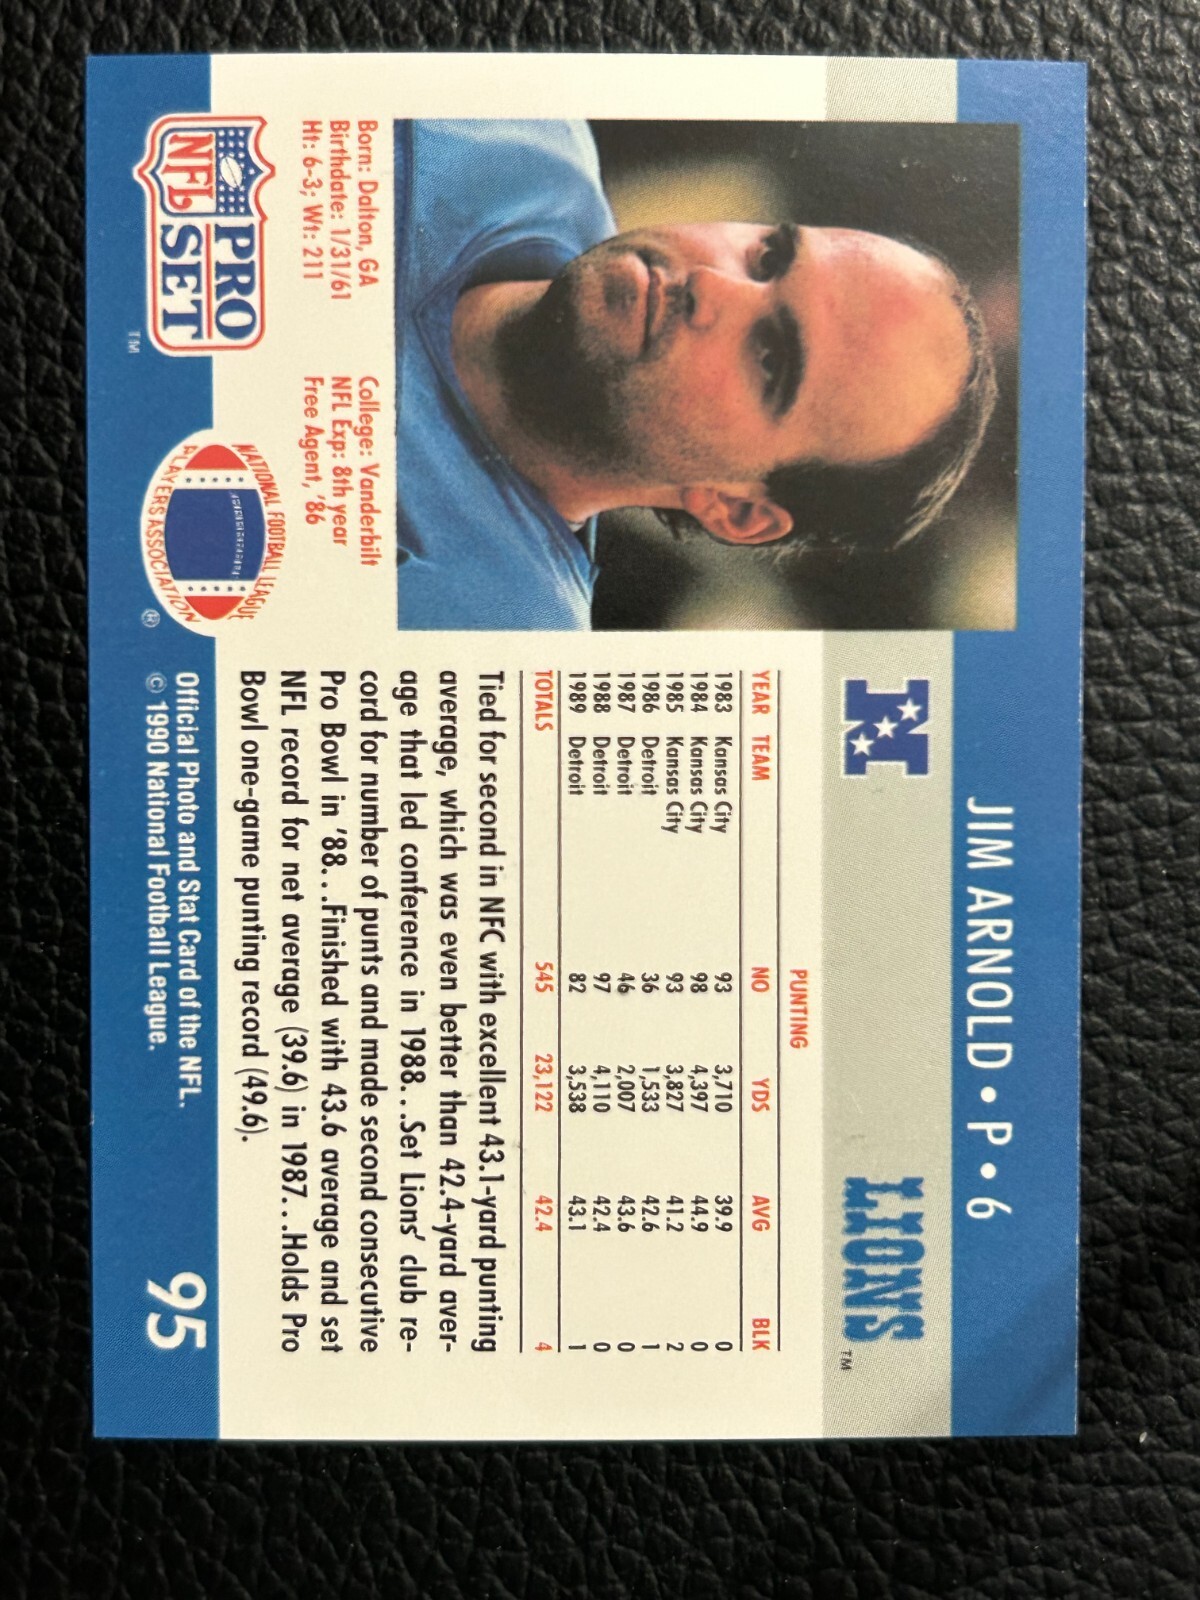 JIM ARNOLD • P • 6
N
LIONS™
PUNTING
YEAR TEAM NO YDS AVG BLK
1983 Kansas City 93 3,710 39.9 0
1984 Kansas City 98 4,397 44.9 0
1985 Kansas City 93 3,827 41.2 2
1986 Detroit 36 1,533 42.6 1
1987 Detroit 46 2,007 43.6 0
1988 Detroit 97 4,110 42.4 0
1989 Detroit 82 3,538 43.1 1
TOTALS 545 23,122 42.4 4
Born: Dalton, GA
Birthdate: 1/31/61
Ht: 6-3; Wt: 211
College: Vanderbilt
NFL Exp: 8th year
Free Agent, '86
Tied for second in NFC with excellent 43.1-yard punting
average, which was even better than 42.4-yard aver-
age that led conference in 1988. . .Set Lions' club re-
cord for number of punts and made second consecutive
Pro Bowl in '88. . .Finished with 43.6 average and set
NFL record for net average (39.6) in 1987. . .Holds Pro
Bowl one-game punting record (49.6).
NFL PRO SET ™
NATIONAL FOOTBALL LEAGUE
PLAYERS ASSOCIATION ®
Official Photo and Stat Card of the NFL.
© 1990 National Football League.
95